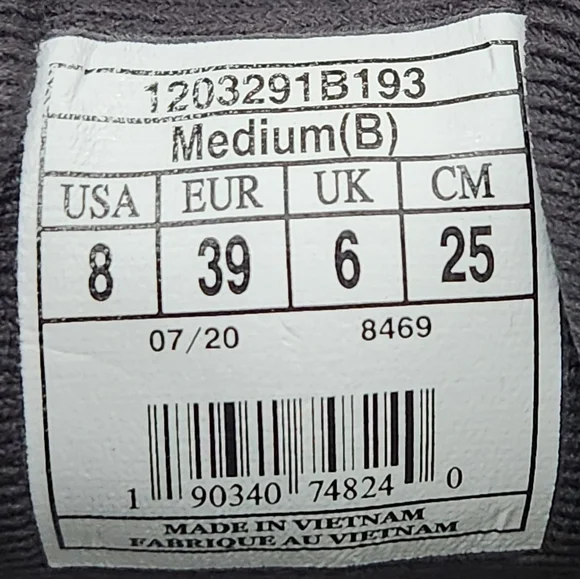 1203291B193
Medium(B)
USA EUR UK CM
8 39 6 25
07/20 8469
1 90340 74824 0
MADE IN VIETNAM
FABRIQUE AU VIETNAM